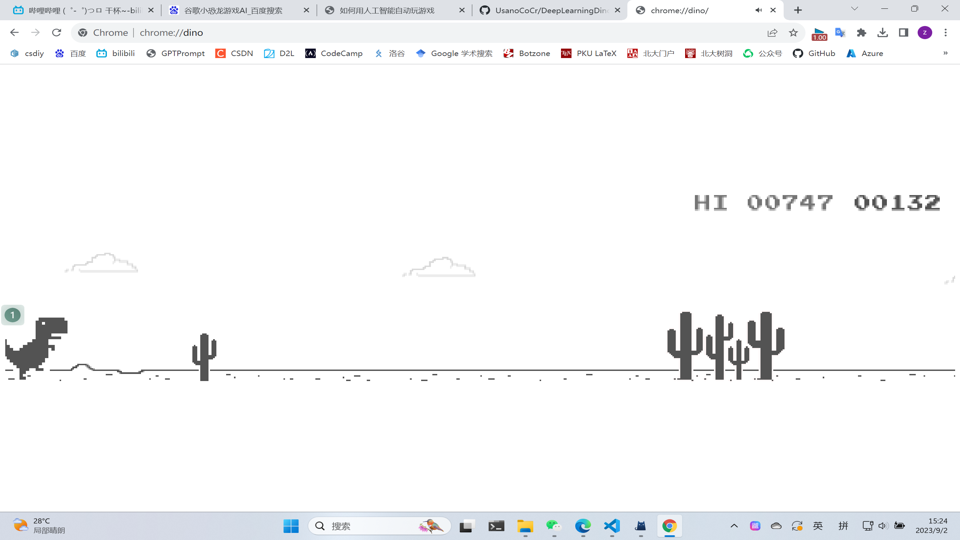 哔哩哔哩 (゜-゜)つロ 干杯~-bili
谷歌小恐龙游戏AI_百度搜索
如何用人工智能自动玩游戏
UsanoCoCr/DeepLearningDin
chrome://dino/
Chrome | chrome://dino
1.00
z
csdiy
百度
bilibili
GPTPrompt
CSDN
D2L
CodeCamp
洛谷
Google 学术搜索
Botzone
PKU LaTeX
北大门户
北大树洞
公众号
GitHub
Azure
»
HI 00747 00132
1
28°C
局部晴朗
搜索
英
拼
15:24
2023/9/2